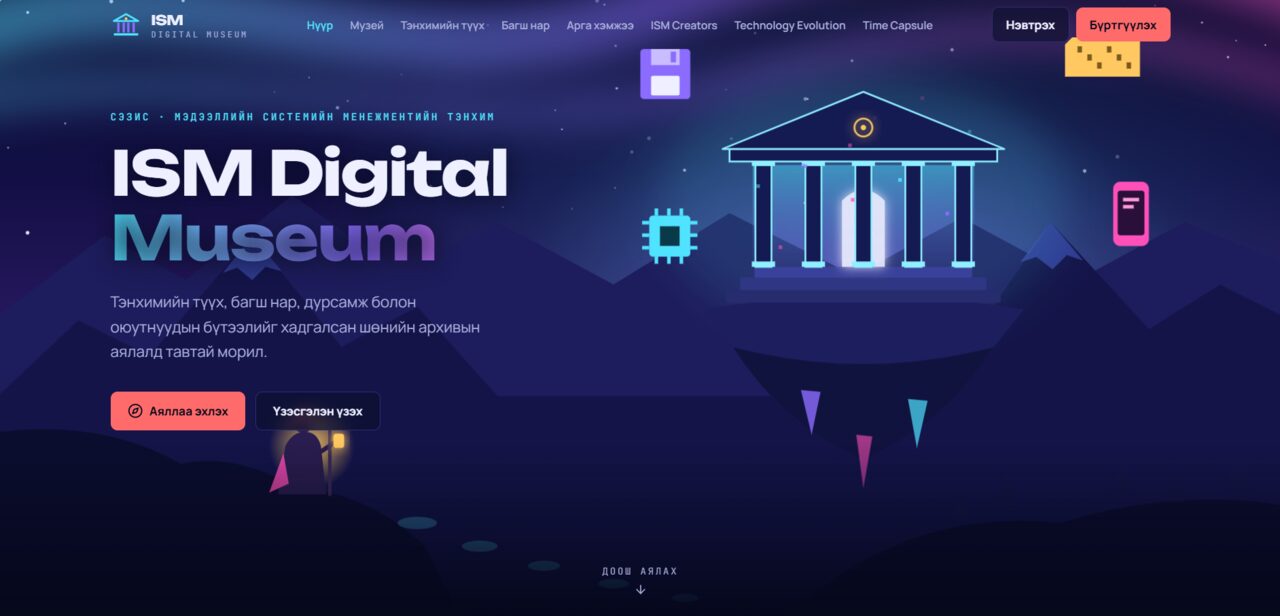 ISM
DIGITAL MUSEUM
Нүүр Музей Тэнхимийн түүх Багш нар Арга хэмжээ ISM Creators Technology Evolution Time Capsule
Нэвтрэх Бүртгүүлэх
СЭЗИС · МЭДЭЭЛЛИЙН СИСТЕМИЙН МЕНЕЖМЕНТИЙН ТЭНХИМ
ISM Digital
Museum
Тэнхимийн түүх, багш нар, дурсамж болон
оюутнуудын бүтээлийг хадгалсан шөнийн архивын
аялалд тавтай морил.
Аяллаа эхлэх Үзэсгэлэн үзэх
ДООШ АЯЛАХ